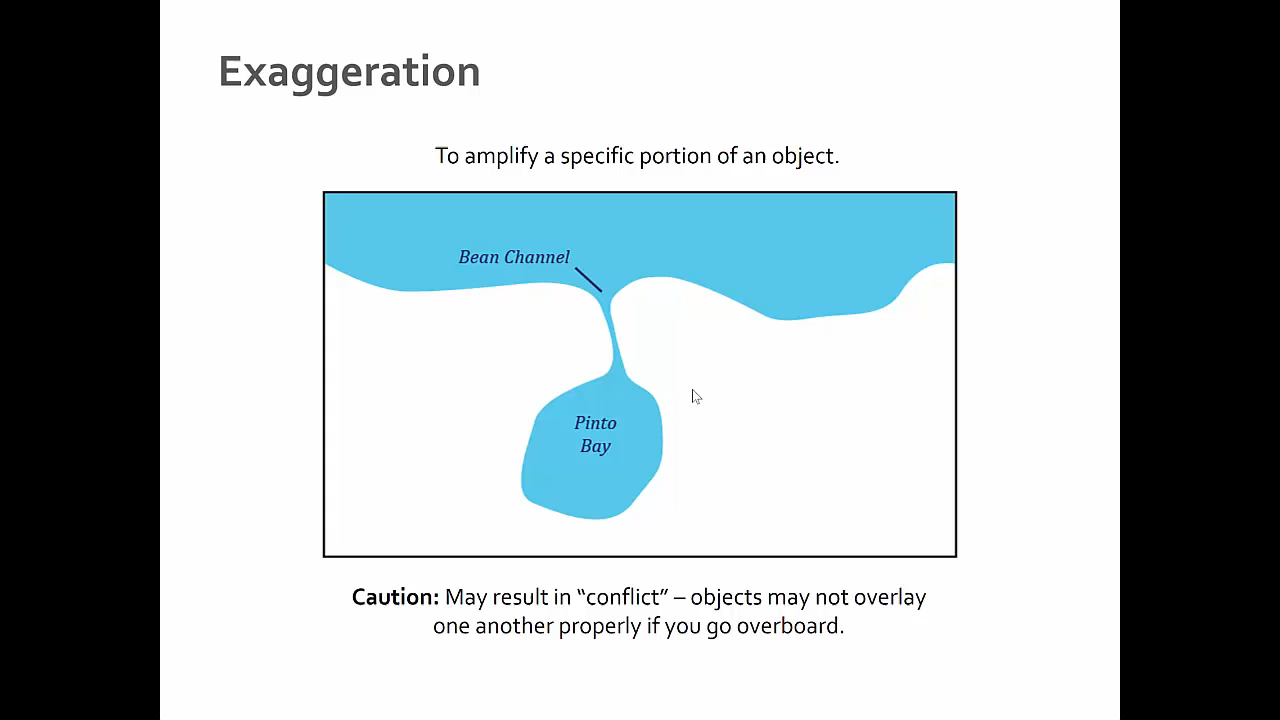 Exaggeration
To amplify a specific portion of an object.
Bean Channel
Pinto
Bay
Caution: May result in “conflict” – objects may not overlay
one another properly if you go overboard.